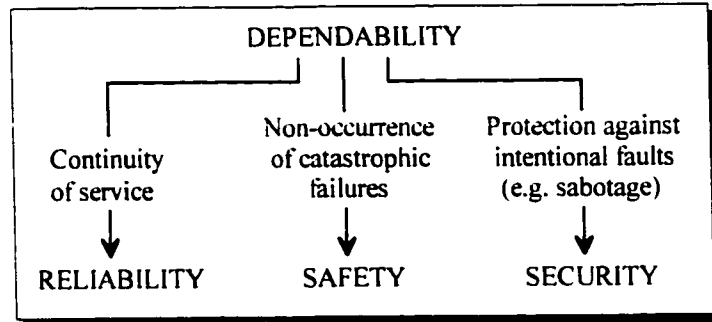 DEPENDABILITY
Continuity
of service
Non-occurrence
of catastrophic
failures
Protection against
intentional faults
(e.g. sabotage)
RELIABILITY
SAFETY
SECURITY